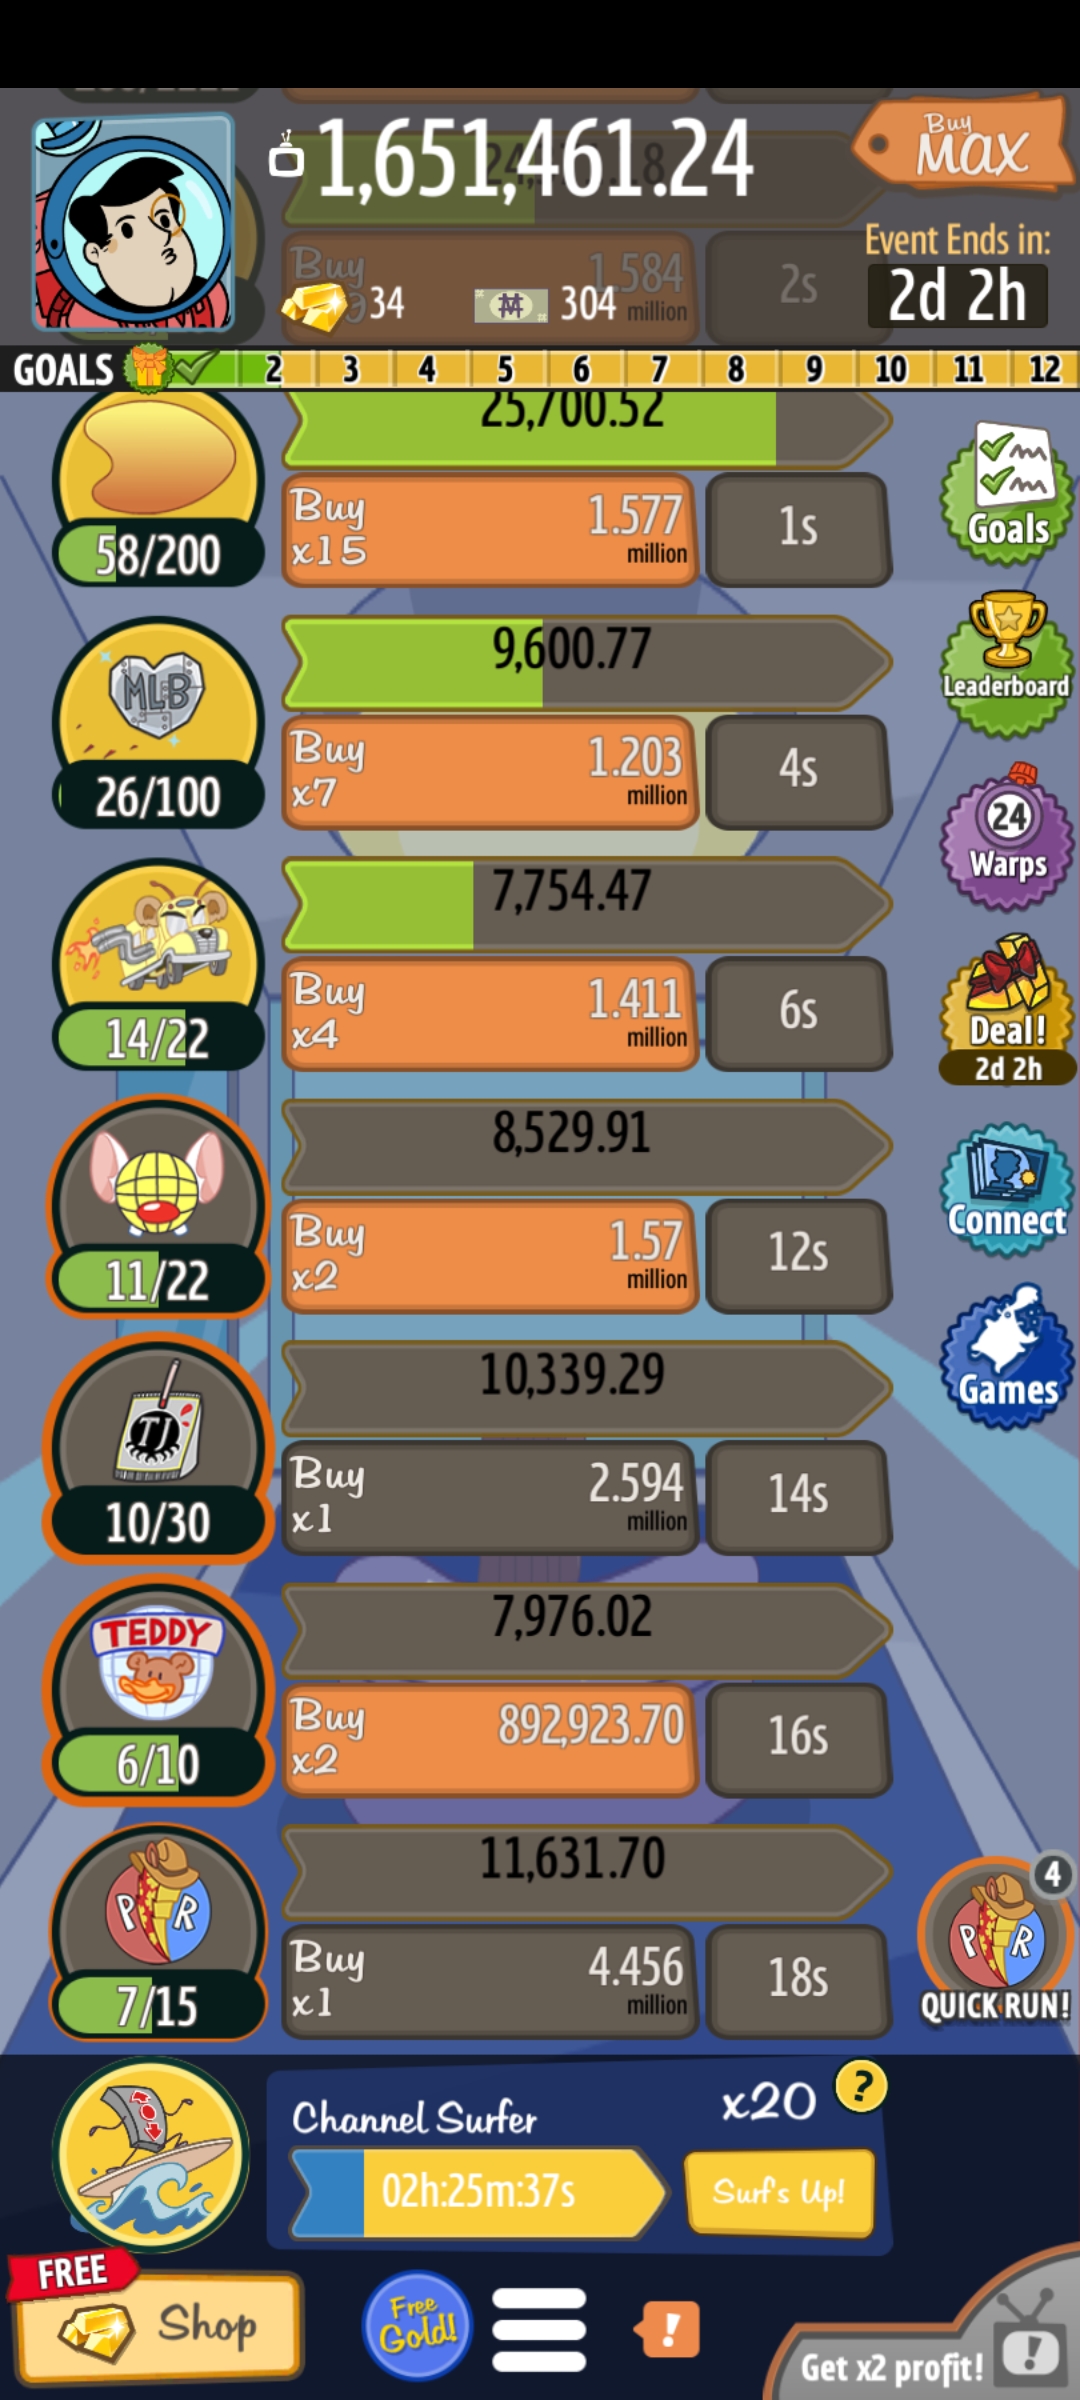 1,651,461.24
Buy
MAX
Event Ends in:
2d 2h
Buy
1.584
million
2s
34
304
GOALS 2 3 4 5 6 7 8 9 10 11 12
25,700.52
58/200
Buy
x15
1.577
million
1s
Goals
MLB
26/100
9,600.77
Buy
x7
1.203
million
4s
Leaderboard
24
Warps
14/22
7,754.47
Buy
x4
1.411
million
6s
Deal!
2d 2h
11/22
8,529.91
Buy
x2
1.57
million
12s
Connect
TJ
10/30
10,339.29
Buy
x1
2.594
million
14s
Games
TEDDY
6/10
7,976.02
Buy
x2
892,923.70
16s
P R
7/15
11,631.70
Buy
x1
4.456
million
18s
4
P R
QUICK RUN!
Channel Surfer
x20
?
02h:25m:37s
Surf's Up!
FREE
Shop
Free
Gold!
!
Get x2 profit!
!